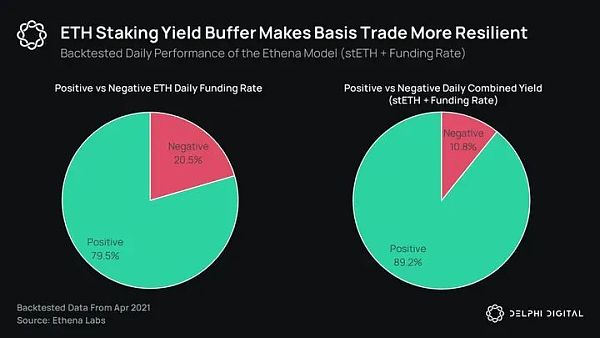 ETH Staking Yield Buffer Makes Basis Trade More Resilient
Backtested Daily Performance of the Ethena Model (stETH + Funding Rate)
Positive vs Negative ETH Daily Funding Rate
Negative
20.5%
Positive
79.5%
Positive vs Negative Daily Combined Yield
(stETH + Funding Rate)
Negative
10.8%
Positive
89.2%
Backtested Data From Apr 2021
Source: Ethena Labs
DELPHI DIGITAL